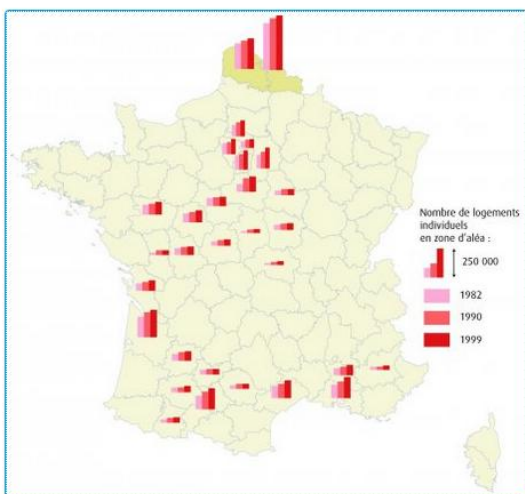 Nombre de logements
individuels
en zone d'aléa :
250 000
1982
1990
1999